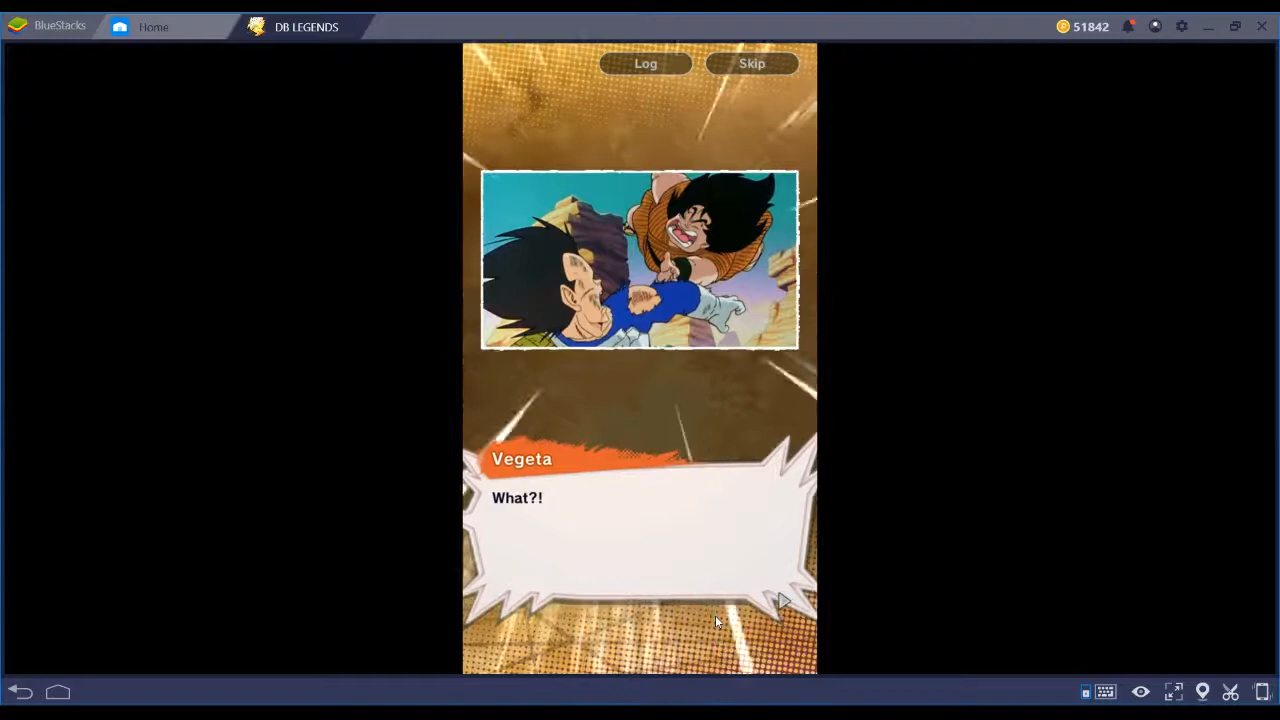 BlueStacks
Home
DB LEGENDS
51842
Log
Skip
Vegeta
What?!